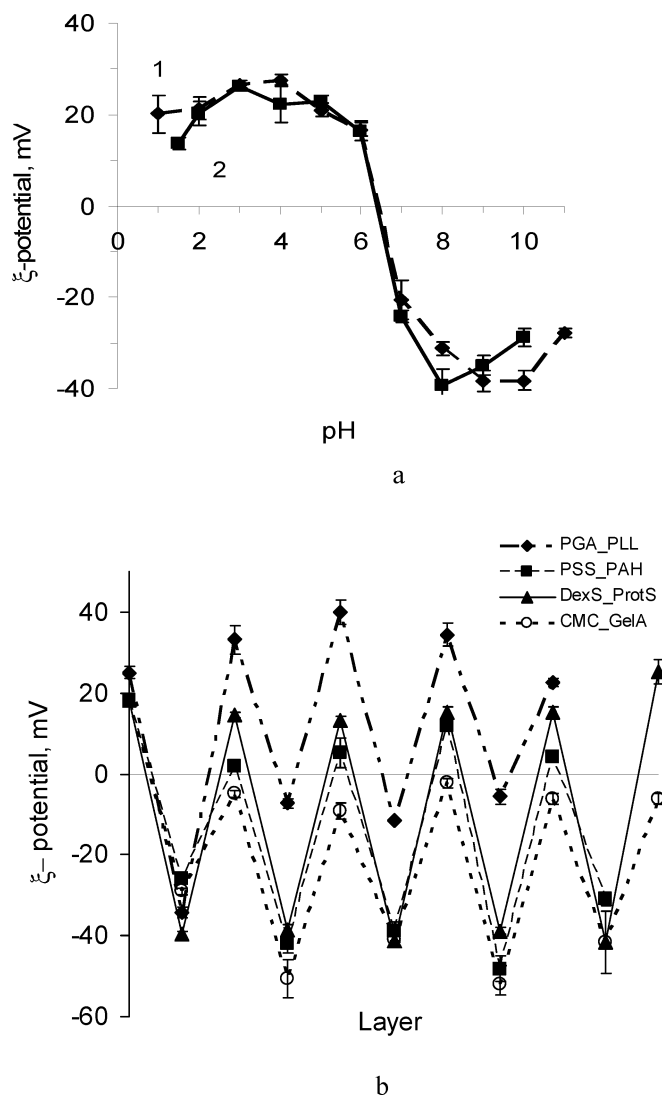 40
1
20
2
0
0 2 4 6 8 10
-20
-40
ξ-potential, mV
pH
a
PGA_PLL
PSS_PAH
DexS_ProtS
CMC_GelA
40
20
0
-20
-40
-60
ξ– potential, mV
Layer
b